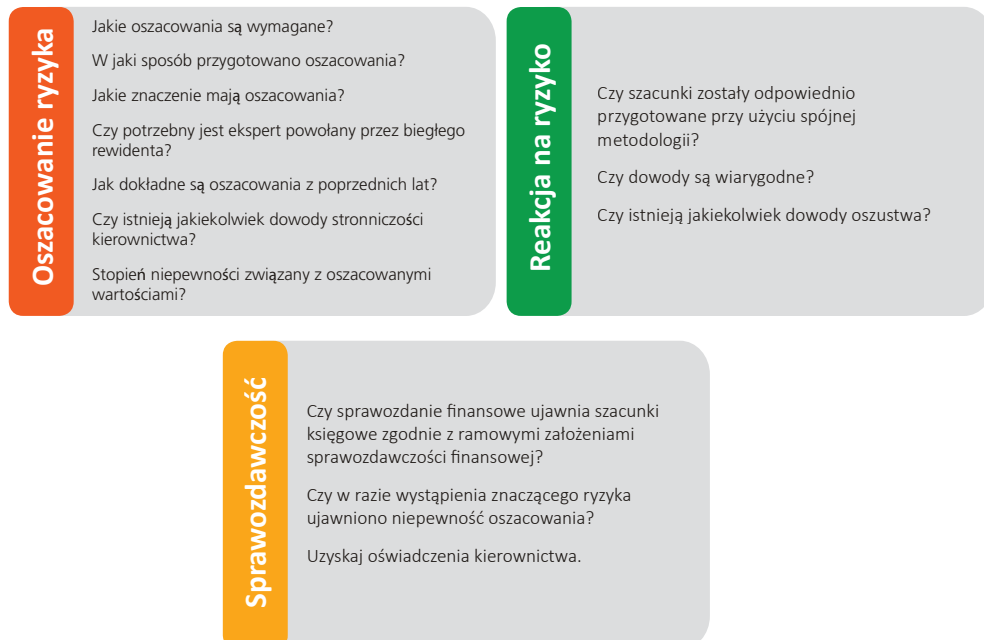 Oszacowanie ryzyka
Jakie oszacowania są wymagane?
W jaki sposób przygotowano oszacowania?
Jakie znaczenie mają oszacowania?
Czy potrzebny jest ekspert powołany przez biegłego
rewidenta?
Jak dokładne są oszacowania z poprzednich lat?
Czy istnieją jakiekolwiek dowody stronniczości
kierownictwa?
Stopień niepewności związany z oszacowanymi
wartościami?
Reakcja na ryzyko
Czy szacunki zostały odpowiednio
przygotowane przy użyciu spójnej
metodologii?
Czy dowody są wiarygodne?
Czy istnieją jakiekolwiek dowody oszustwa?
Sprawozdawczość
Czy sprawozdanie finansowe ujawnia szacunki
księgowe zgodnie z ramowymi założeniami
sprawozdawczości finansowej?
Czy w razie wystąpienia znaczącego ryzyka
ujawniono niepewność oszacowania?
Uzyskaj oświadczenia kierownictwa.